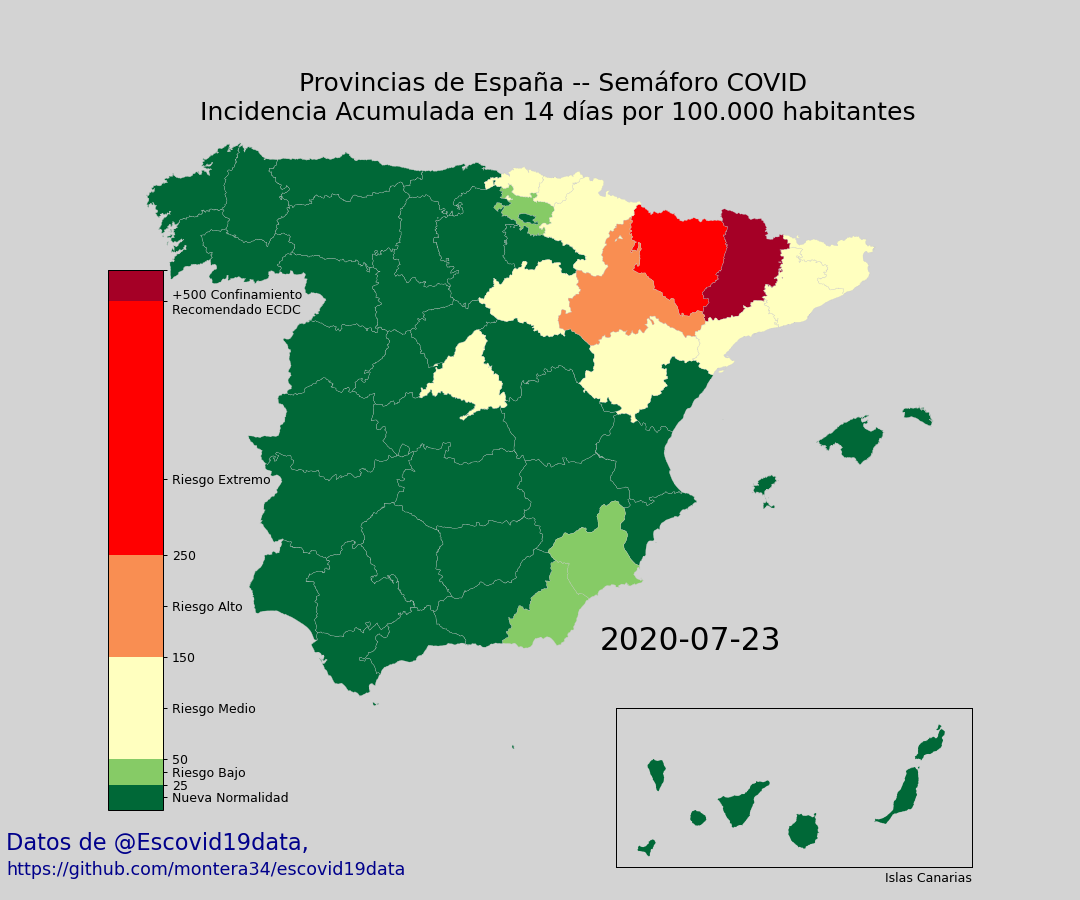 Provincias de España -- Semáforo COVID
Incidencia Acumulada en 14 días por 100.000 habitantes
+500 Confinamiento
Recomendado ECDC
Riesgo Extremo
250
Riesgo Alto
150
Riesgo Medio
50
Riesgo Bajo
25
Nueva Normalidad
2020-07-23
Islas Canarias
Datos de @Escovid19data,
https://github.com/montera34/escovid19data